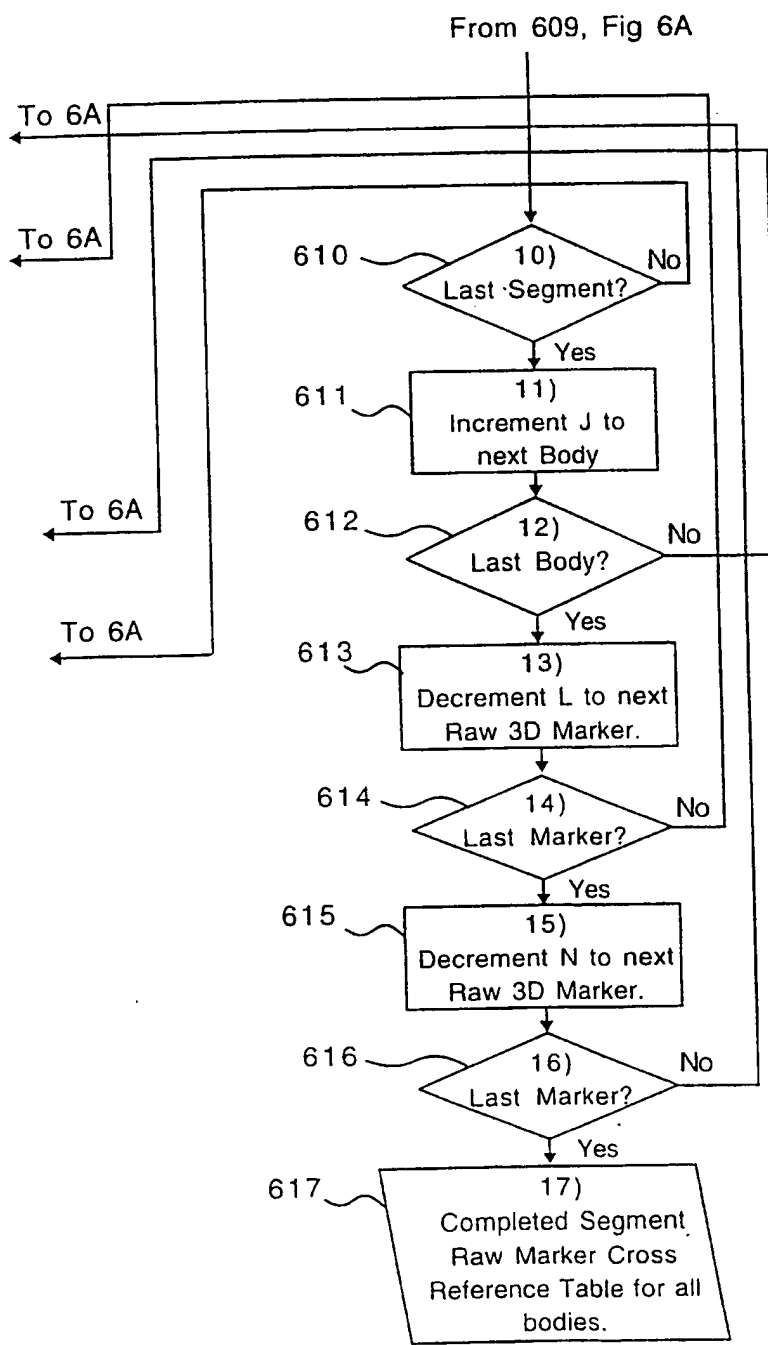 From 609, Fig 6A
To 6A
To 6A
610
10)
Last Segment?
No
Yes
611
11)
Increment J to
next Body
To 6A
612
12)
Last Body?
No
Yes
To 6A
613
13)
Decrement L to next
Raw 3D Marker.
614
14)
Last Marker?
No
Yes
615
15)
Decrement N to next
Raw 3D Marker.
616
16)
Last Marker?
No
Yes
617
17)
Completed Segment
Raw Marker Cross
Reference Table for all
bodies.